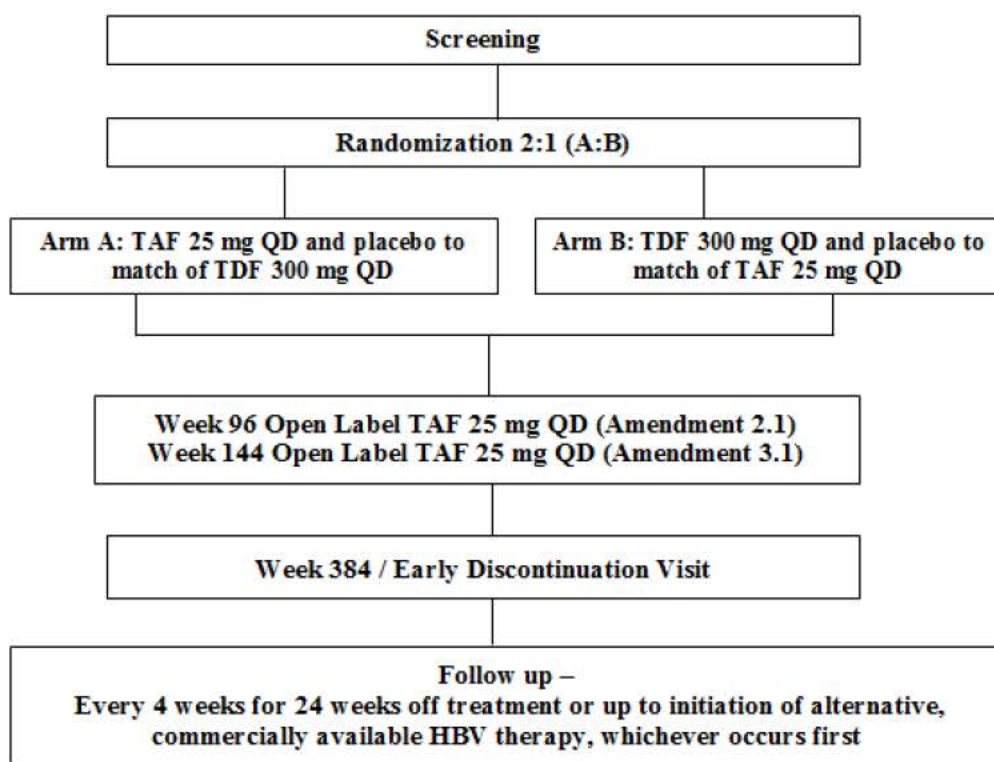 Screening
Randomization 2:1 (A:B)
Arm A: TAF 25 mg QD and placebo to
match of TDF 300 mg QD
Arm B: TDF 300 mg QD and placebo to
match of TAF 25 mg QD
Week 96 Open Label TAF 25 mg QD (Amendment 2.1)
Week 144 Open Label TAF 25 mg QD (Amendment 3.1)
Week 384 / Early Discontinuation Visit
Follow up –
Every 4 weeks for 24 weeks off treatment or up to initiation of alternative,
commercially available HBV therapy, whichever occurs first